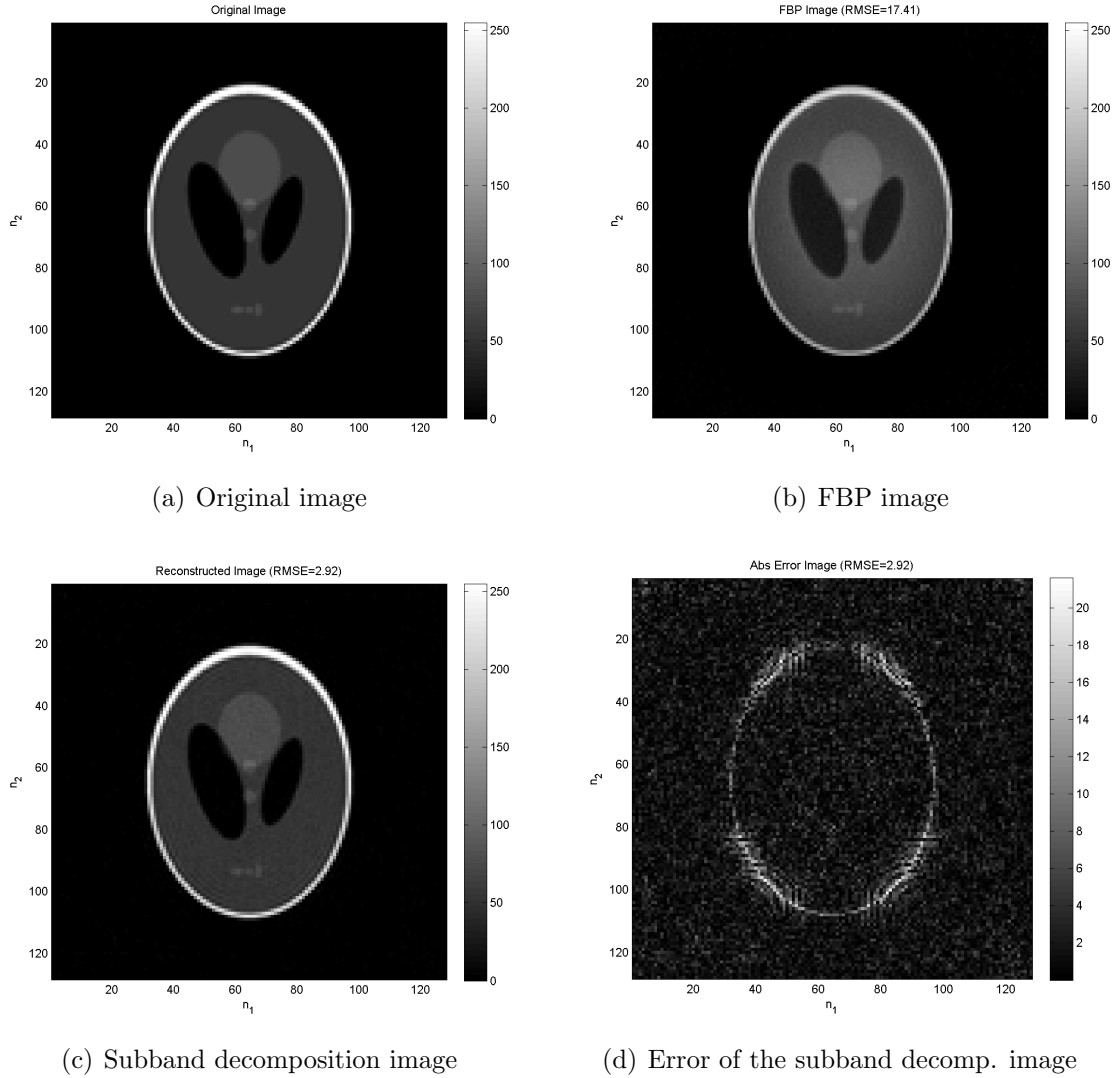 Original Image
250
200
150
100
50
0
20
40
60
80
100
120
n2
20 40 60 80 100 120
n1
(a) Original image
FBP Image (RMSE=17.41)
250
200
150
100
50
0
20
40
60
80
100
120
n2
20 40 60 80 100 120
n1
(b) FBP image
Reconstructed Image (RMSE=2.92)
250
200
150
100
50
0
20
40
60
80
100
120
n2
20 40 60 80 100 120
n1
(c) Subband decomposition image
Abs Error Image (RMSE=2.92)
20
18
16
14
12
10
8
6
4
2
20
40
60
80
100
120
n2
20 40 60 80 100 120
n1
(d) Error of the subband decomp. image